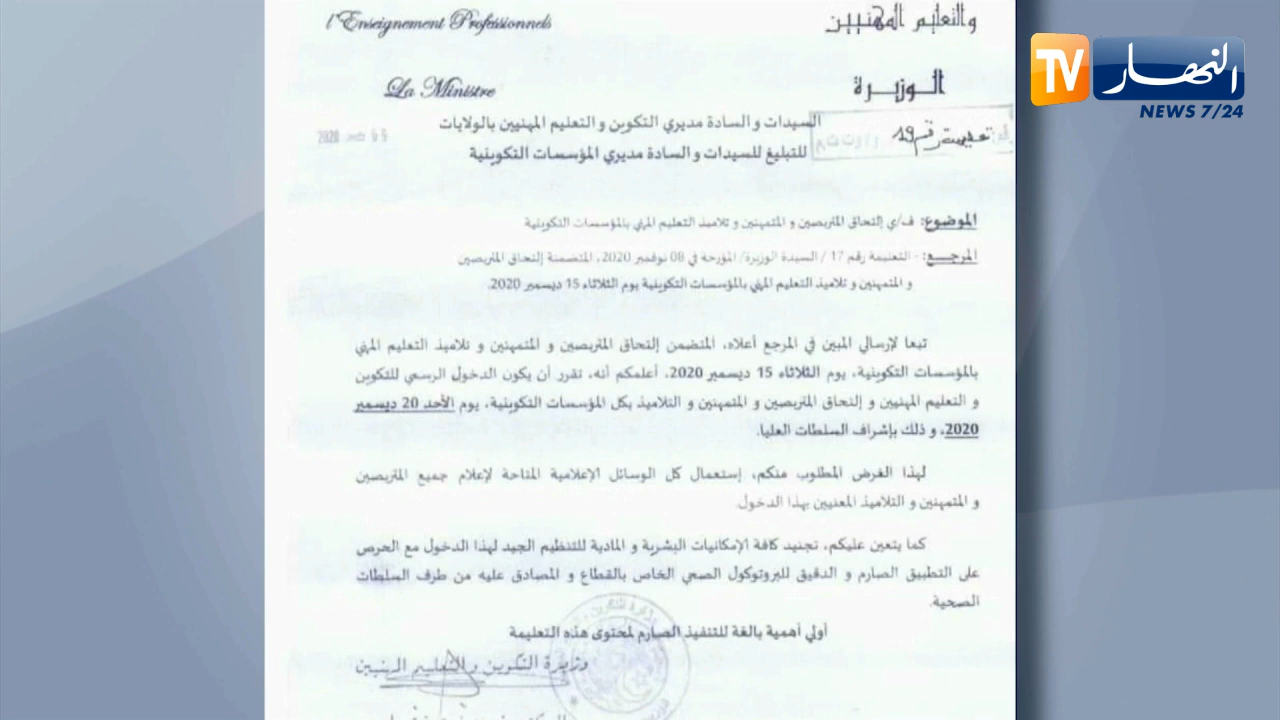 l'Enseignement Professionnels
والتعليم المهنيين
TV النهار
NEWS 7/24
La Ministre
الوزيرة
تعليمة رقم 19
2020
السيدات و السادة مديري التكوين و التعليم المهنيين بالولايات
للتبليغ للسيدات و السادة مديري المؤسسات التكوينية
الموضوع: ف/ي إلتحاق المتربصين و المتمهنين و تلاميذ التعليم المهني بالمؤسسات التكوينية
المرجع: - التعليمة رقم 17 / السيدة الوزيرة/ المؤرخة في 08 نوفمبر 2020، المتضمنة إلتحاق المتربصين
و المتمهنين و تلاميذ التعليم المهني بالمؤسسات التكوينية يوم الثلاثاء 15 ديسمبر 2020.
تبعا لإرسالي المبين في المرجع أعلاه، المتضمن إلتحاق المتربصين و المتمهنين و تلاميذ التعليم المهني
بالمؤسسات التكوينية، يوم الثلاثاء 15 ديسمبر 2020، أعلمكم أنه، تقرر أن يكون الدخول الرسمي للتكوين
و التعليم المهنيين و إلتحاق المتربصين و المتمهنين و التلاميذ بكل المؤسسات التكوينية، يوم الأحد 20 ديسمبر
2020، و ذلك بإشراف السلطات العليا.
لهذا الغرض المطلوب منكم، إستعمال كل الوسائل الإعلامية المتاحة لإعلام جميع المتربصين
و المتمهنين و التلاميذ المعنيين بهذا الدخول.
كما يتعين عليكم، تجنيد كافة الإمكانيات البشرية و المادية للتنظيم الجيد لهذا الدخول مع الحرص
على التطبيق الصارم و الدقيق للبروتوكول الصحي الخاص بالقطاع و المصادق عليه من طرف السلطات
الصحية.
أولي أهمية بالغة للتنفيذ الصارم لمحتوى هذه التعليمة
وزيرة التكوين و التعليم المهنيين